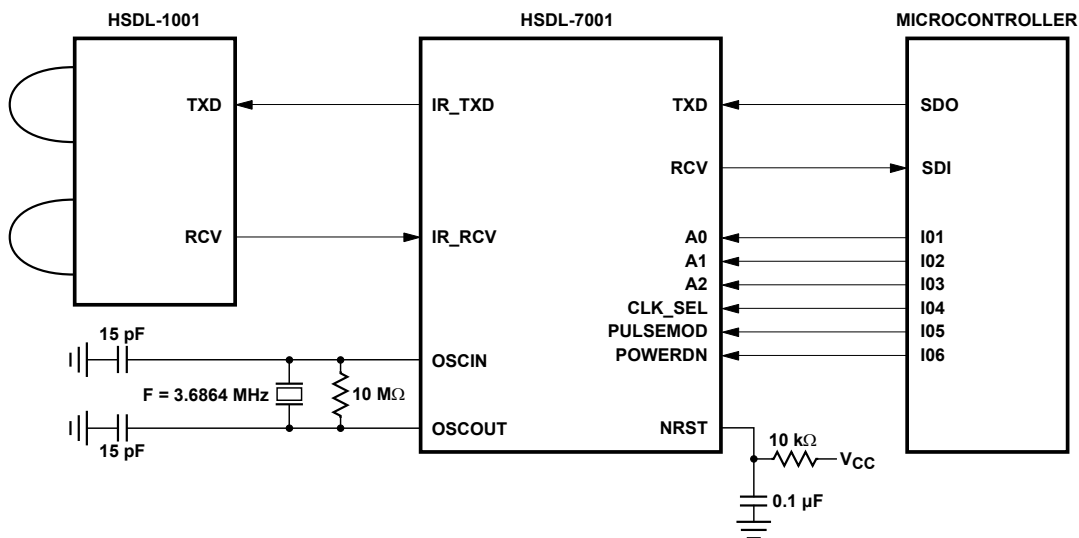 HSDL-1001
HSDL-7001
MICROCONTROLLER
TXD
IR_TXD
TXD
SDO
RCV
SDI
RCV
IR_RCV
A0
I01
A1
I02
A2
I03
CLK_SEL
I04
PULSEMOD
I05
POWERDN
I06
15 pF
OSCIN
F = 3.6864 MHz
10 MΩ
OSCOUT
15 pF
NRST
10 kΩ
VCC
0.1 µF